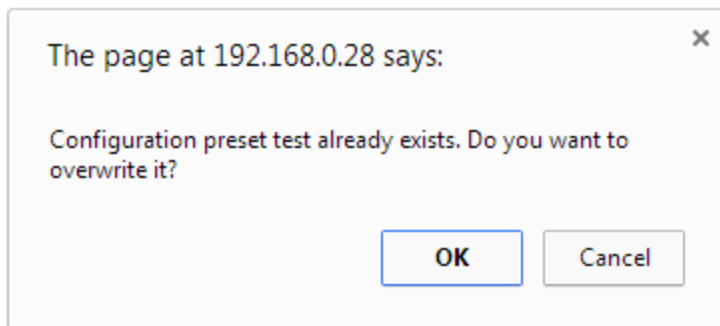 The page at 192.168.0.28 says:
Configuration preset test already exists. Do you want to
overwrite it?
OK
Cancel